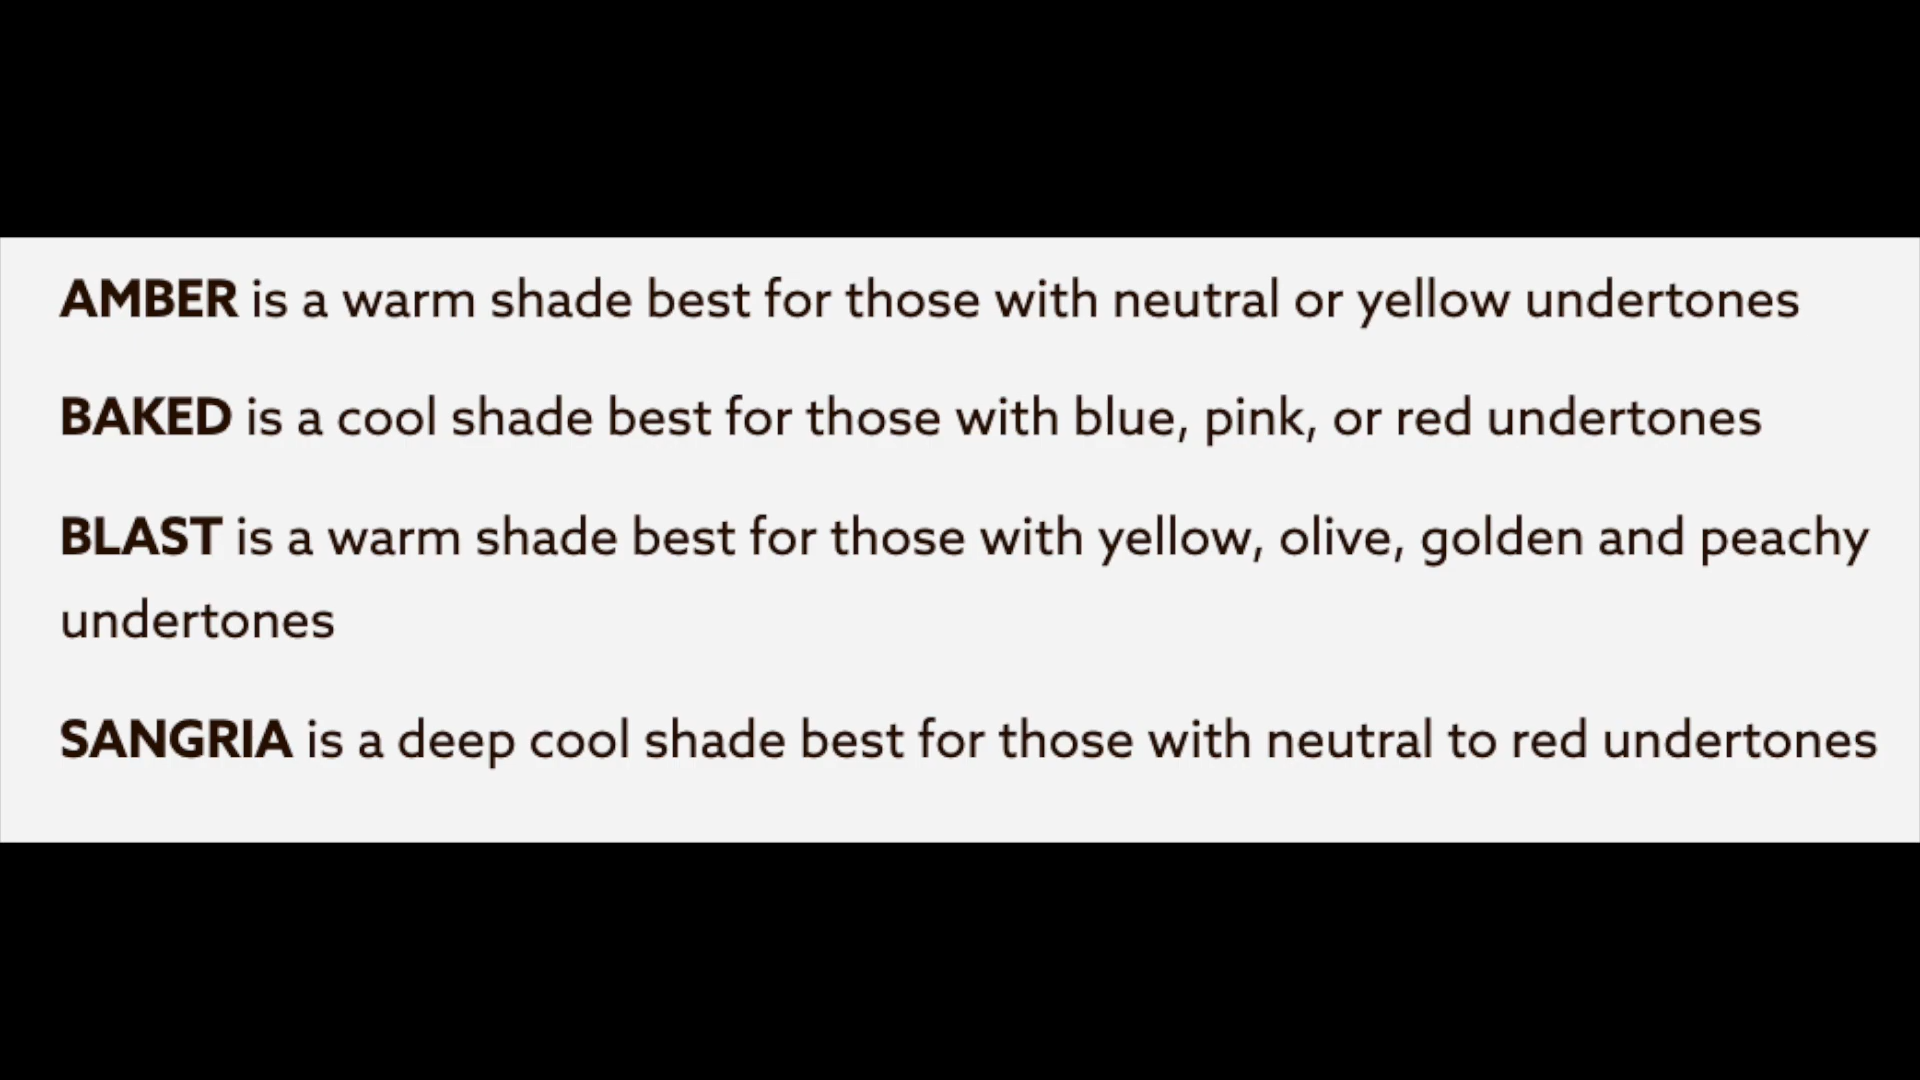 AMBER is a warm shade best for those with neutral or yellow undertones
BAKED is a cool shade best for those with blue, pink, or red undertones
BLAST is a warm shade best for those with yellow, olive, golden and peachy
undertones
SANGRIA is a deep cool shade best for those with neutral to red undertones